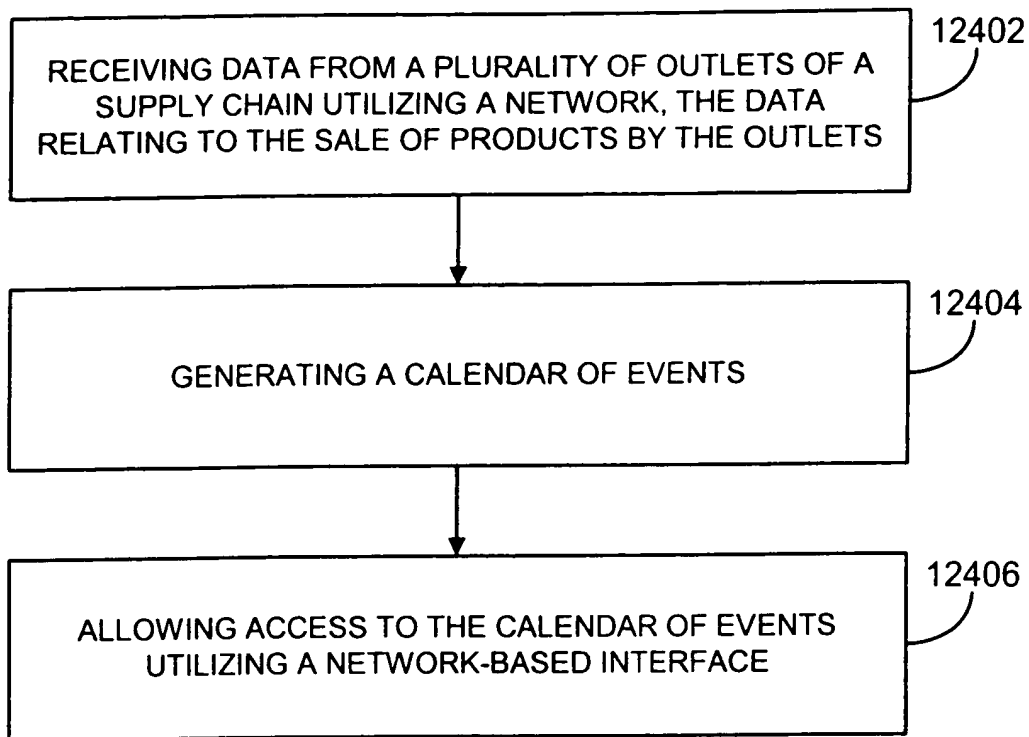 12402
RECEIVING DATA FROM A PLURALITY OF OUTLETS OF A
SUPPLY CHAIN UTILIZING A NETWORK, THE DATA
RELATING TO THE SALE OF PRODUCTS BY THE OUTLETS
12404
GENERATING A CALENDAR OF EVENTS
12406
ALLOWING ACCESS TO THE CALENDAR OF EVENTS
UTILIZING A NETWORK-BASED INTERFACE